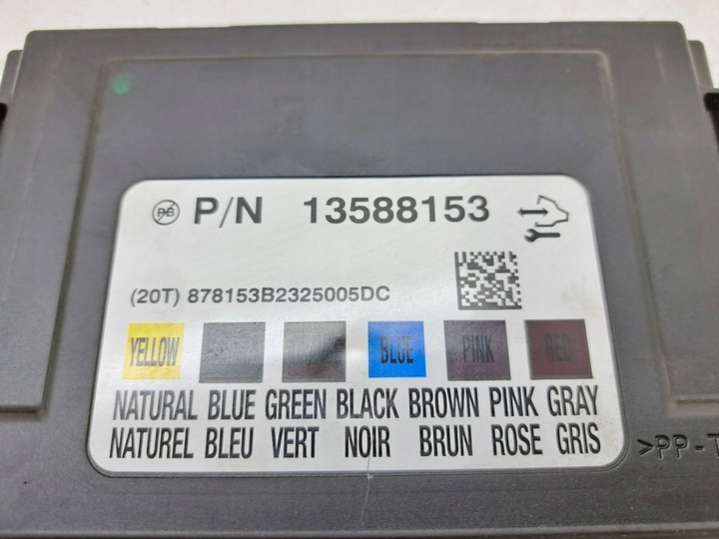 P/N 13588153
(20T) 878153B2325005DC
YELLOW BLUE PINK RED
NATURAL BLUE GREEN BLACK BROWN PINK GRAY
NATUREL BLEU VERT NOIR BRUN ROSE GRIS
>PP-T